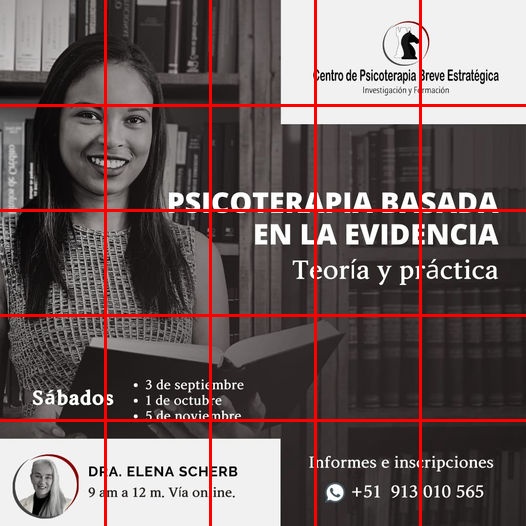 Centro de Psicoterapia Breve Estratégica
Investigación y Formación
PSICOTERAPIA BASADA
EN LA EVIDENCIA
Teoría y práctica
Sábados
• 3 de septiembre
• 1 de octubre
• 5 de noviembre
DRA. ELENA SCHERB
9 am a 12 m. Vía online.
Informes e inscripciones
+51 913 010 565